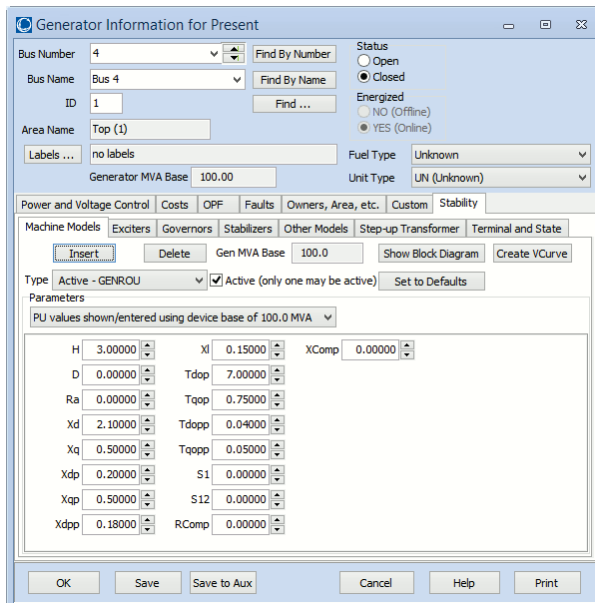 Generator Information for Present
Bus Number 4 Find By Number Status
Open
Bus Name Bus 4 Find By Name Closed
ID 1 Find ... Energized
NO (Offline)
Area Name Top (1) YES (Online)
Labels ... no labels Fuel Type Unknown
Generator MVA Base 100.00 Unit Type UN (Unknown)
Power and Voltage Control Costs OPF Faults Owners, Area, etc. Custom Stability
Machine Models Exciters Governors Stabilizers Other Models Step-up Transformer Terminal and State
Insert Delete Gen MVA Base 100.0 Show Block Diagram Create VCurve
Type Active - GENROU Active (only one may be active) Set to Defaults
Parameters
PU values shown/entered using device base of 100.0 MVA
H 3.00000 Xl 0.15000 XComp 0.00000
D 0.00000 Tdop 7.00000
Ra 0.00000 Tqop 0.75000
Xd 2.10000 Tdopp 0.04000
Xq 0.50000 Tqopp 0.05000
Xdp 0.20000 S1 0.00000
Xqp 0.50000 S12 0.00000
Xdpp 0.18000 RComp 0.00000
OK Save Save to Aux Cancel Help Print